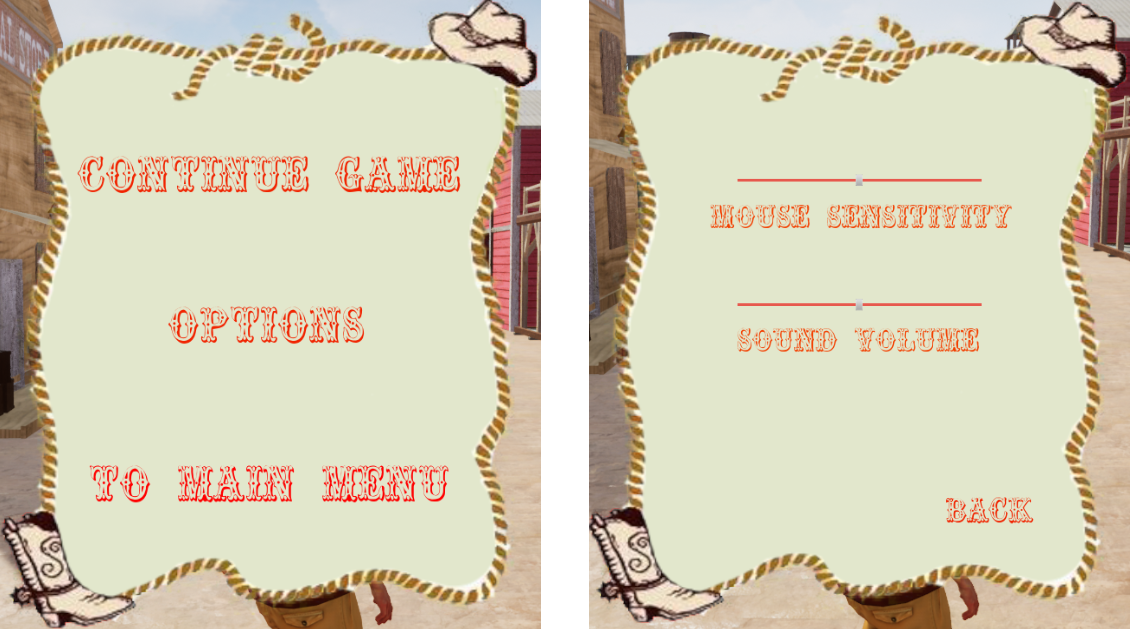 CONTINUE GAME
OPTIONS
TO MAIN MENU
MOUSE SENSITIVITY
SOUND VOLUME
BACK